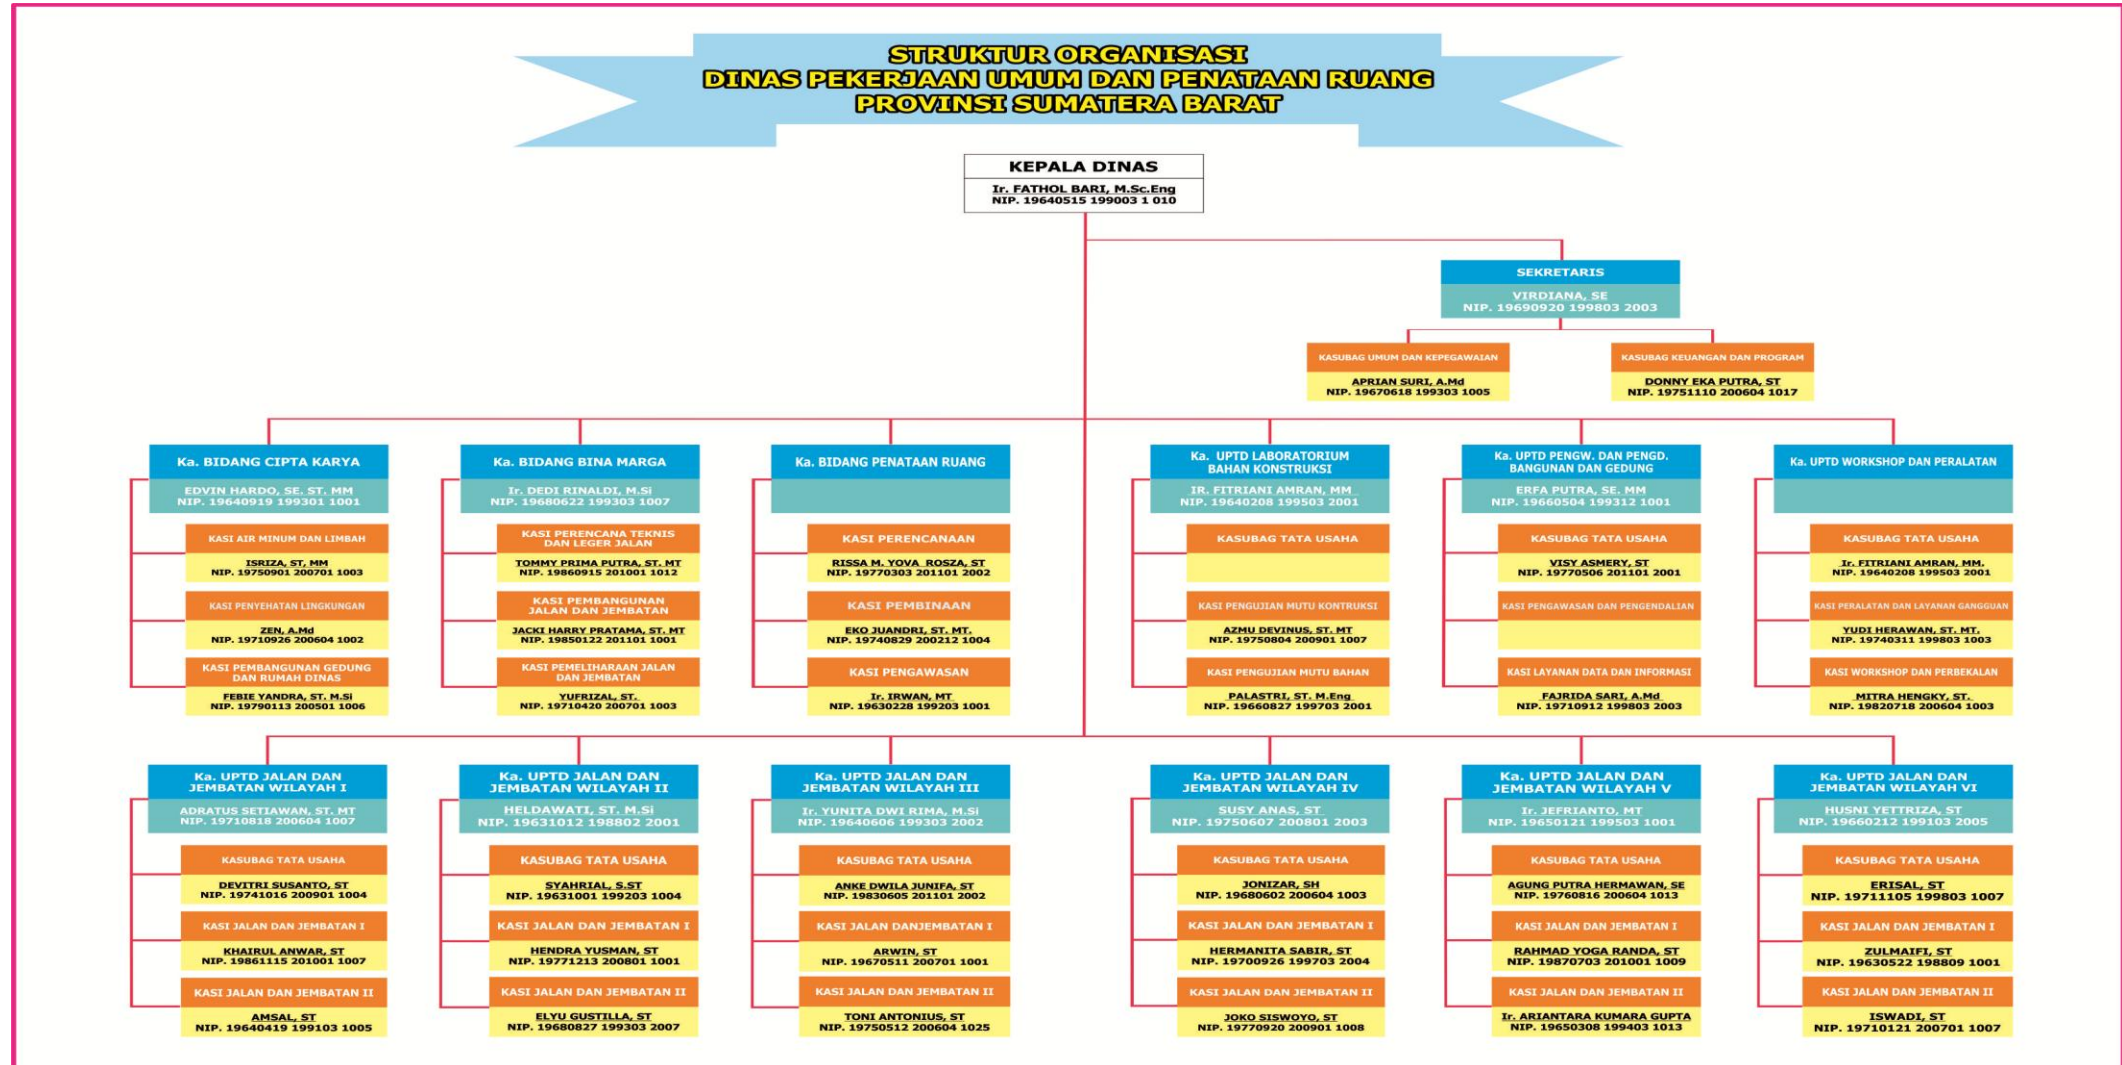 STRUKTUR ORGANISASI
DINAS PEKERJAAN UMUM DAN PENATAAN RUANG
PROVINSI SUMATERA BARAT
KEPALA DINAS
Ir. FATHOL BARI, M.Sc.Eng
NIP. 19640515 199003 1 010
SEKRETARIS
VIRDIANA, SE
NIP. 19690920 199803 2003
KASUBAG UMUM DAN KEPEGAWAIAN
APRIAN SURI, A.Md
NIP. 19670618 199303 1005
KASUBAG KEUANGAN DAN PROGRAM
DONNY EKA PUTRA, ST
NIP. 19751110 200604 1017
Ka. BIDANG CIPTA KARYA
EDVIN HARDO, SE. ST. MM
NIP. 19640919 199301 1001
KASI AIR MINUM DAN LIMBAH
ISRIZA, ST, MM
NIP. 19750901 200701 1003
KASI PENYEHATAN LINGKUNGAN
ZEN, A.Md
NIP. 19710926 200604 1002
KASI PEMBANGUNAN GEDUNG
DAN RUMAH DINAS
FEBIE YANDRA, ST. M.Si
NIP. 19790113 200501 1006
Ka. BIDANG BINA MARGA
Ir. DEDI RINALDI, M.Si
NIP. 19680622 199303 1007
KASI PERENCANA TEKNIS
DAN LEGER JALAN
TOMMY PRIMA PUTRA, ST. MT
NIP. 19860915 201001 1012
KASI PEMBANGUNAN
JALAN DAN JEMBATAN
JACKI HARRY PRATAMA, ST. MT
NIP. 19850122 201101 1001
KASI PEMELIHARAAN JALAN
DAN JEMBATAN
YUFRIZAL, ST.
NIP. 19710420 200701 1003
Ka. BIDANG PENATAAN RUANG
KASI PERENCANAAN
RISSA M. YOVA ROSZA, ST
NIP. 19770303 201101 2002
KASI PEMBINAAN
EKO JUANDRI, ST. MT.
NIP. 19740829 200212 1004
KASI PENGAWASAN
Ir. IRWAN, MT
NIP. 19630228 199203 1001
Ka. UPTD LABORATORIUM
BAHAN KONSTRUKSI
IR. FITRIANI AMRAN, MM
NIP. 19640208 199503 2001
KASUBAG TATA USAHA
KASI PENGUJIAN MUTU KONTRUKSI
AZMU DEVINUS, ST. MT
NIP. 19750804 200901 1007
KASI PENGUJIAN MUTU BAHAN
PALASTRI, ST. M.Eng
NIP. 19660827 199703 2001
Ka. UPTD PENGW. DAN PENGD.
BANGUNAN DAN GEDUNG
ERFA PUTRA, SE. MM
NIP. 19660504 199312 1001
KASUBAG TATA USAHA
VISY ASMERY, ST
NIP. 19770506 201101 2001
KASI PENGAWASAN DAN PENGENDALIAN
KASI LAYANAN DATA DAN INFORMASI
FAJRIDA SARI, A.Md
NIP. 19710912 199803 2003
Ka. UPTD WORKSHOP DAN PERALATAN
KASUBAG TATA USAHA
Ir. FITRIANI AMRAN, MM.
NIP. 19640208 199503 2001
KASI PERALATAN DAN LAYANAN GANGGUAN
YUDI HERAWAN, ST. MT.
NIP. 19740311 199803 1003
KASI WORKSHOP DAN PERBEKALAN
MITRA HENGKY, ST.
NIP. 19820718 200604 1003
Ka. UPTD JALAN DAN
JEMBATAN WILAYAH I
ADRATUS SETIAWAN, ST. MT
NIP. 19710818 200604 1007
KASUBAG TATA USAHA
DEVITRI SUSANTO, ST
NIP. 19741016 200901 1004
KASI JALAN DAN JEMBATAN I
KHAIRUL ANWAR, ST
NIP. 19861115 201001 1007
KASI JALAN DAN JEMBATAN II
AMSAL, ST
NIP. 19640419 199103 1005
Ka. UPTD JALAN DAN
JEMBATAN WILAYAH II
HELDAWATI, ST. M.Si
NIP. 19631012 198802 2001
KASUBAG TATA USAHA
SYAHRIAL, S.ST
NIP. 19631001 199203 1004
KASI JALAN DAN JEMBATAN I
HENDRA YUSMAN, ST
NIP. 19771213 200801 1001
KASI JALAN DAN JEMBATAN II
ELYU GUSTILLA, ST
NIP. 19680827 199303 2007
Ka. UPTD JALAN DAN
JEMBATAN WILAYAH III
Ir. YUNITA DWI RIMA, M.Si
NIP. 19640606 199303 2002
KASUBAG TATA USAHA
ANKE DWILA JUNIFA, ST
NIP. 19830605 201101 2002
KASI JALAN DANJEMBATAN I
ARWIN, ST
NIP. 19670511 200701 1001
KASI JALAN DAN JEMBATAN II
TONI ANTONIUS, ST
NIP. 19750512 200604 1025
Ka. UPTD JALAN DAN
JEMBATAN WILAYAH IV
SUSY ANAS, ST
NIP. 19750607 200801 2003
KASUBAG TATA USAHA
JONIZAR, SH
NIP. 19680602 200604 1003
KASI JALAN DAN JEMBATAN I
HERMANITA SABIR, ST
NIP. 19700926 199703 2004
KASI JALAN DAN JEMBATAN II
JOKO SISWOYO, ST
NIP. 19770920 200901 1008
Ka. UPTD JALAN DAN
JEMBATAN WILAYAH V
Ir. JEFRIANTO, MT
NIP. 19650121 199503 1001
KASUBAG TATA USAHA
AGUNG PUTRA HERMAWAN, SE
NIP. 19760816 200604 1013
KASI JALAN DAN JEMBATAN I
RAHMAD YOGA RANDA, ST
NIP. 19870703 201001 1009
KASI JALAN DAN JEMBATAN II
Ir. ARIANTARA KUMARA GUPTA
NIP. 19650308 199403 1013
Ka. UPTD JALAN DAN
JEMBATAN WILAYAH VI
HUSNI YETTRIZA, ST
NIP. 19660212 199103 2005
KASUBAG TATA USAHA
ERISAL, ST
NIP. 19711105 199803 1007
KASI JALAN DAN JEMBATAN I
ZULMAIFI, ST
NIP. 19630522 198809 1001
KASI JALAN DAN JEMBATAN II
ISWADI, ST
NIP. 19710121 200701 1007